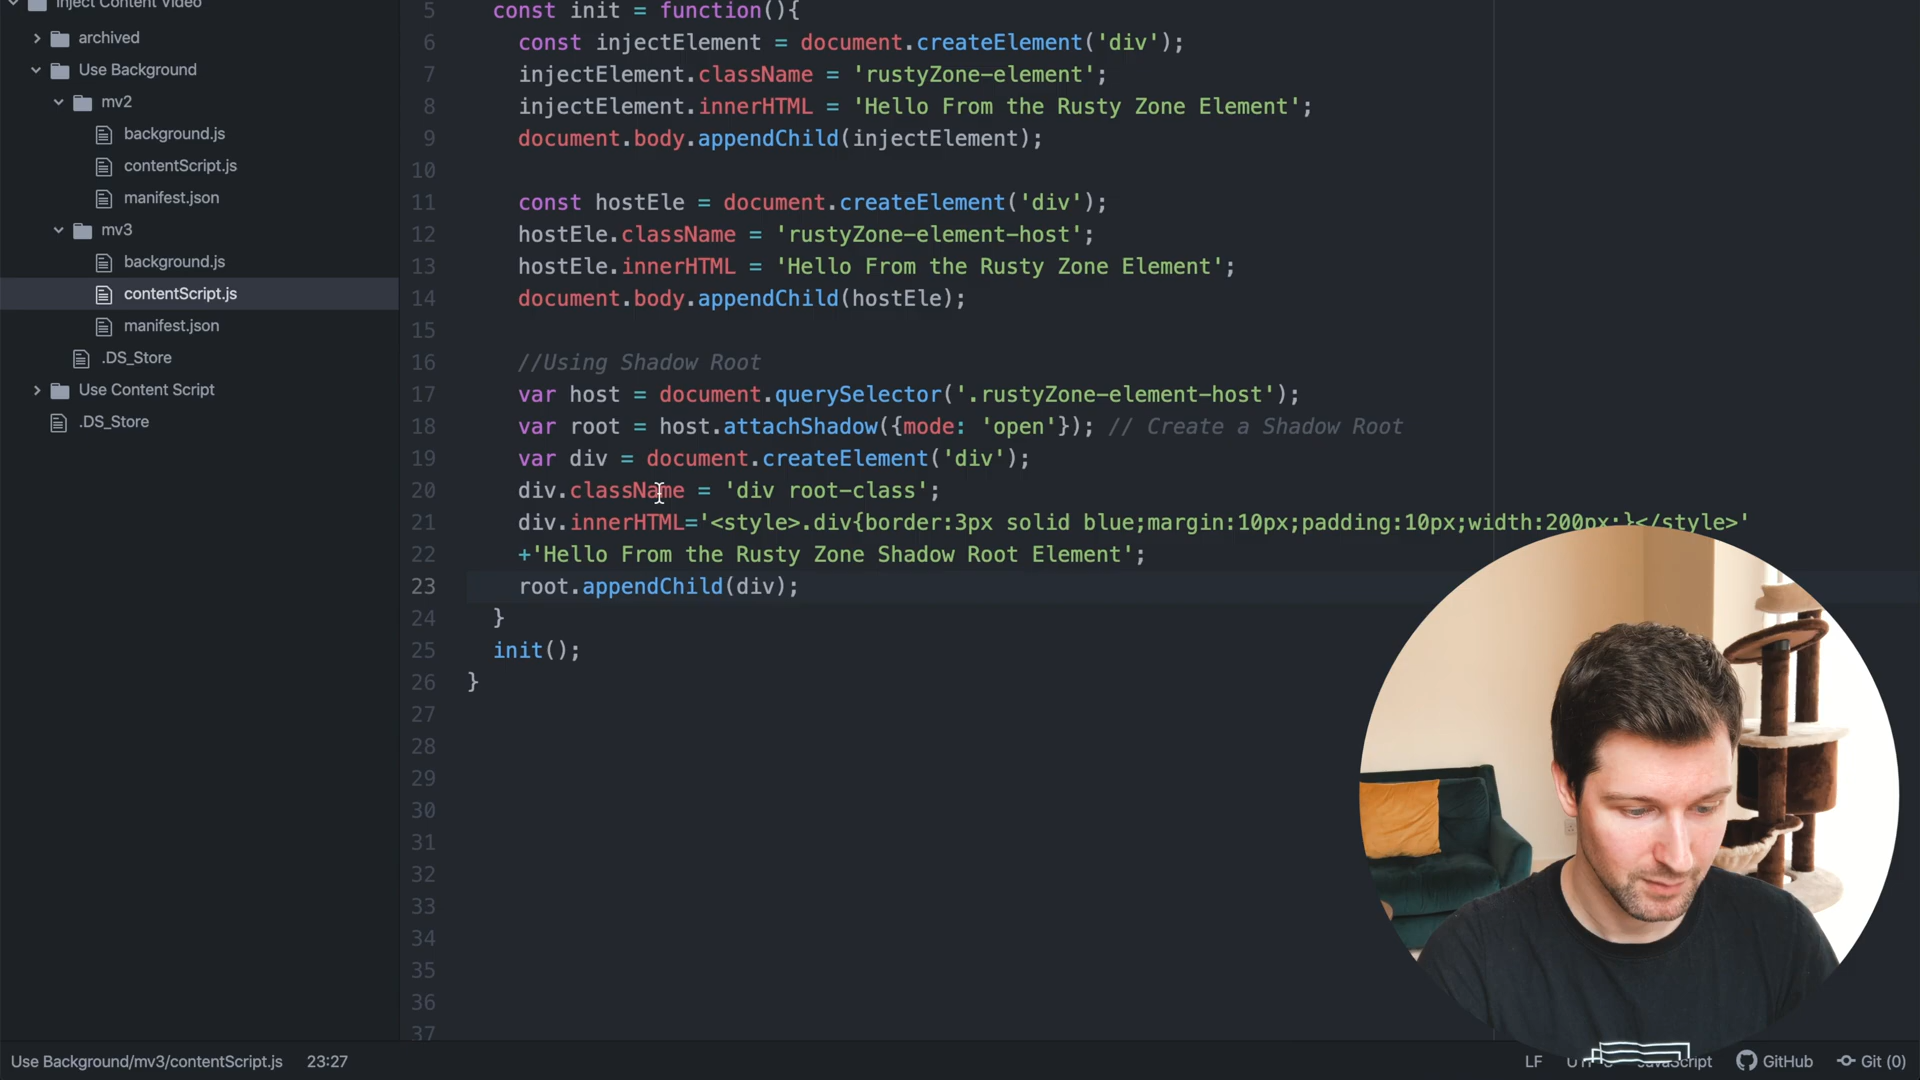 Inject Content Video
archived
Use Background
mv2
background.js
contentScript.js
manifest.json
mv3
background.js
contentScript.js
manifest.json
.DS_Store
Use Content Script
.DS_Store
5 const init = function(){
6 const injectElement = document.createElement('div');
7 injectElement.className = 'rustyZone-element';
8 injectElement.innerHTML = 'Hello From the Rusty Zone Element';
9 document.body.appendChild(injectElement);
10
11 const hostEle = document.createElement('div');
12 hostEle.className = 'rustyZone-element-host';
13 hostEle.innerHTML = 'Hello From the Rusty Zone Element';
14 document.body.appendChild(hostEle);
15
16 //Using Shadow Root
17 var host = document.querySelector('.rustyZone-element-host');
18 var root = host.attachShadow({mode: 'open'}); // Create a Shadow Root
19 var div = document.createElement('div');
20 div.className = 'div root-class';
21 div.innerHTML='<style>.div{border:3px solid blue;margin:10px;padding:10px;width:200px;}</style>'
22 +'Hello From the Rusty Zone Shadow Root Element';
23 root.appendChild(div);
24 }
25 init();
26 }
27
28
29
30
31
32
33
34
35
36
37
Use Background/mv3/contentScript.js 23:27
LF JavaScript GitHub Git (0)